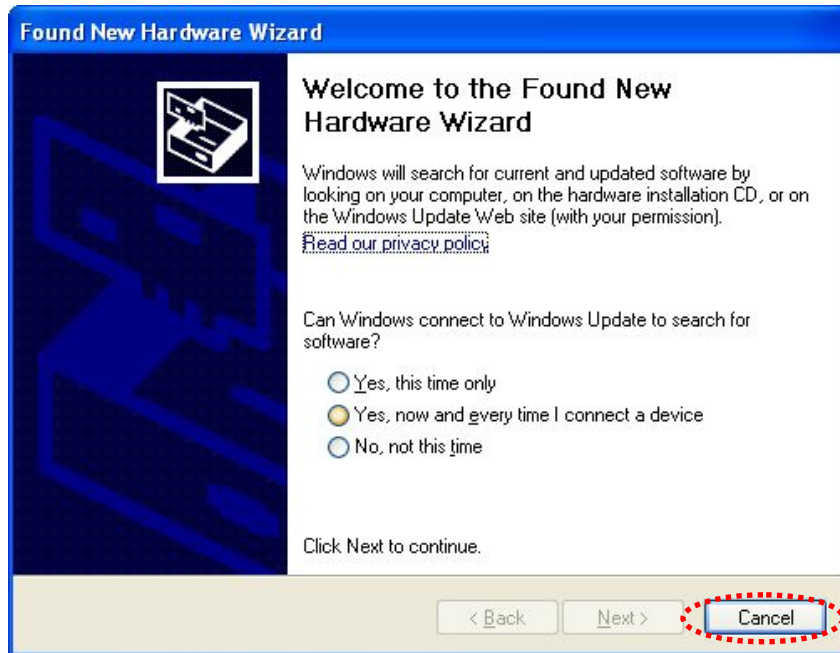 Found New Hardware Wizard
Welcome to the Found New
Hardware Wizard
Windows will search for current and updated software by
looking on your computer, on the hardware installation CD, or on
the Windows Update Web site (with your permission).
Read our privacy policy
Can Windows connect to Windows Update to search for
software?
Yes, this time only
Yes, now and every time I connect a device
No, not this time
Click Next to continue.
< Back Next > Cancel